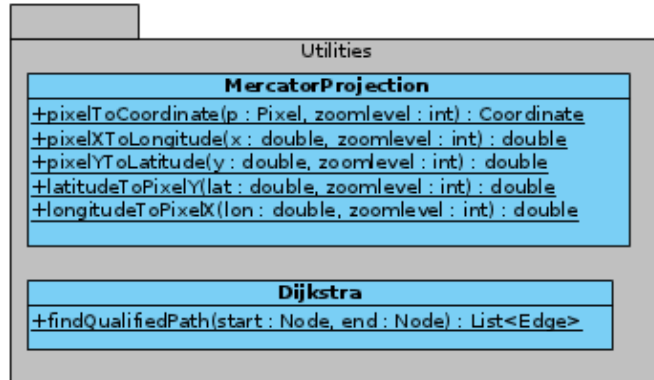 Utilities
MercatorProjection
+pixelToCoordinate(p : Pixel, zoomlevel : int) : Coordinate
+pixelXToLongitude(x : double, zoomlevel : int) : double
+pixelYToLatitude(y : double, zoomlevel : int) : double
+latitudeToPixelY(lat : double, zoomlevel : int) : double
+longitudeToPixelX(lon : double, zoomlevel : int) : double
Dijkstra
+findQualifiedPath(start : Node, end : Node) : List<Edge>